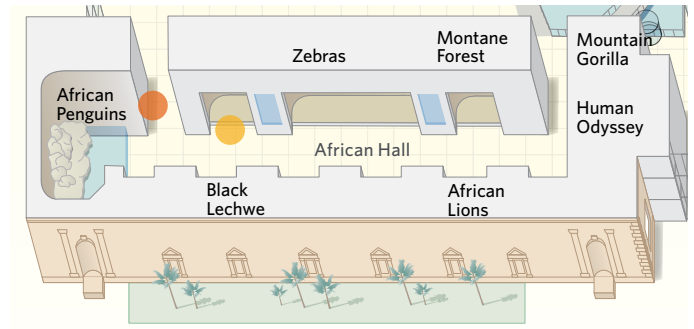 Montane
Forest
Zebras
Mountain
Gorilla
African
Penguins
Human
Odyssey
African Hall
Black
Lechwe
African
Lions